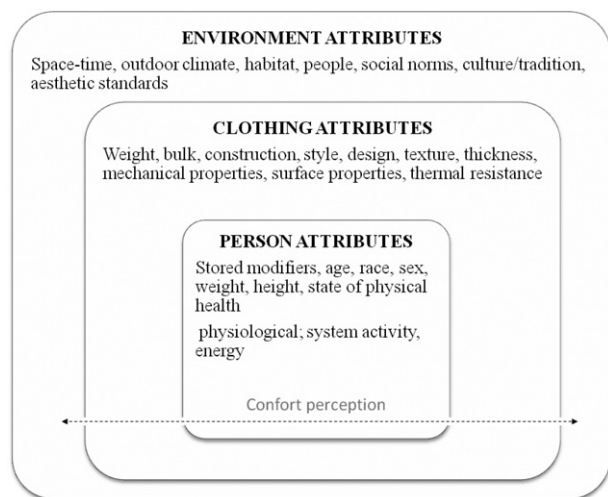 ENVIRONMENT ATTRIBUTES
Space-time, outdoor climate, habitat, people, social norms, culture/tradition,
aesthetic standards
CLOTHING ATTRIBUTES
Weight, bulk, construction, style, design, texture, thickness,
mechanical properties, surface properties, thermal resistance
PERSON ATTRIBUTES
Stored modifiers, age, race, sex,
weight, height, state of physical
health
physiological; system activity,
energy
Confort perception